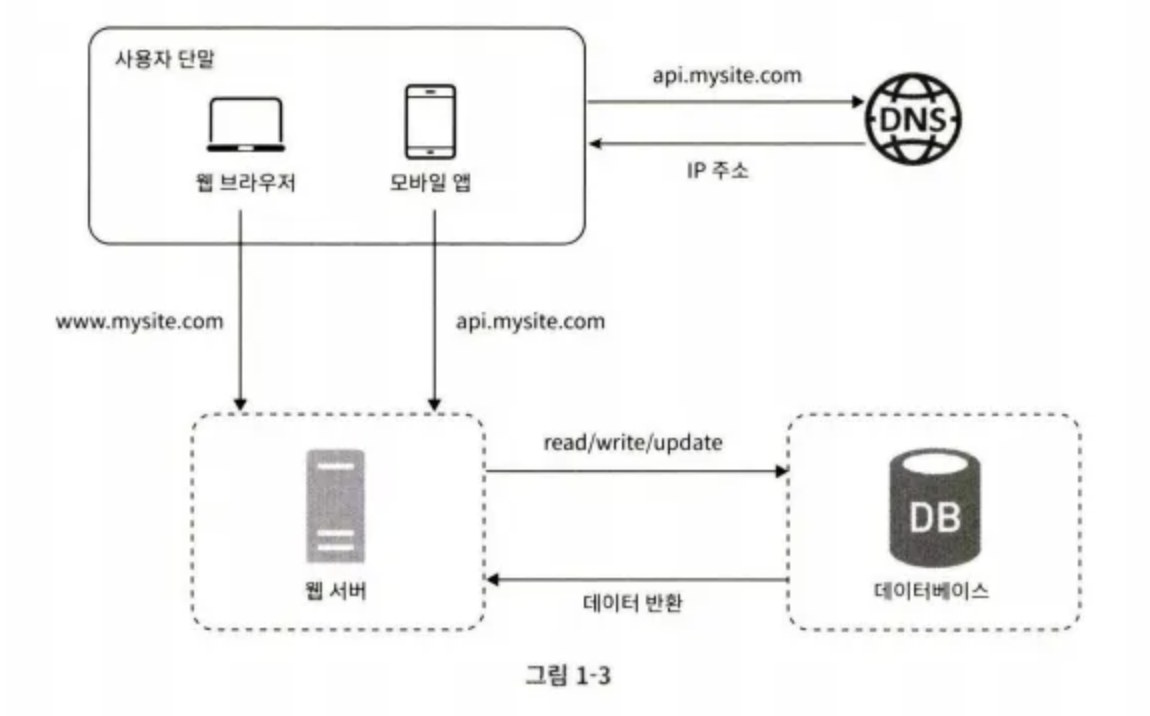 사용자 단말
api.mysite.com
DNS
IP 주소
웹 브라우저
모바일 앱
www.mysite.com
api.mysite.com
read/write/update
DB
웹 서버
데이터베이스
데이터 반환
그림 1-3